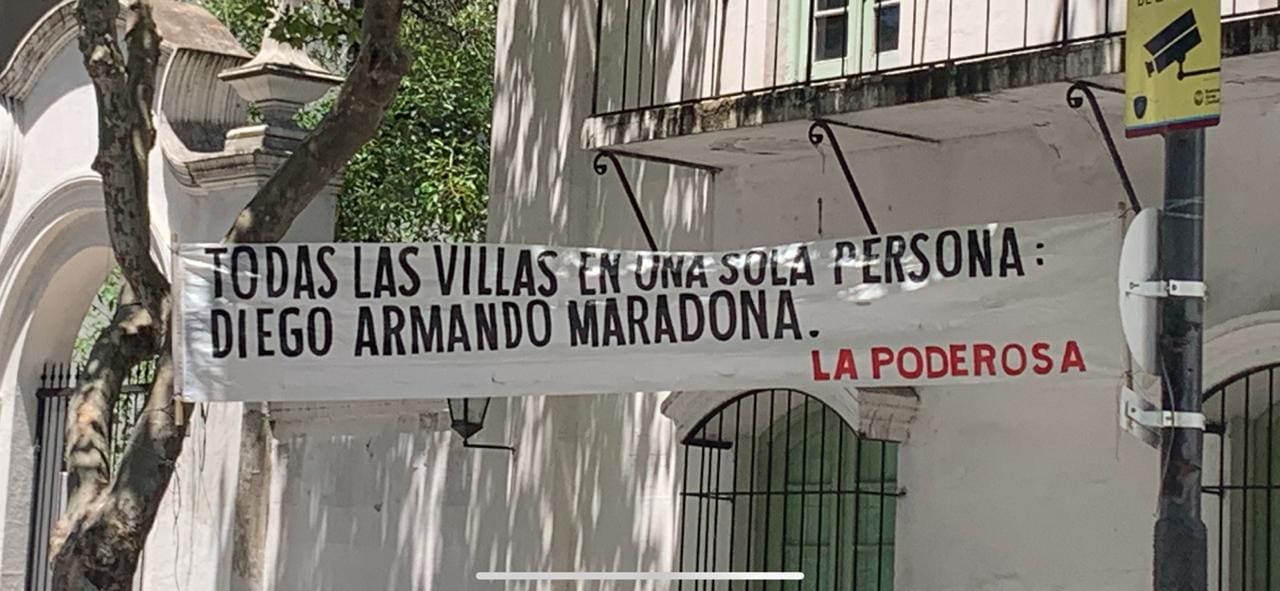 TODAS LAS VILLAS EN UNA SOLA PERSONA:
DIEGO ARMANDO MARADONA.
LA PODEROSA